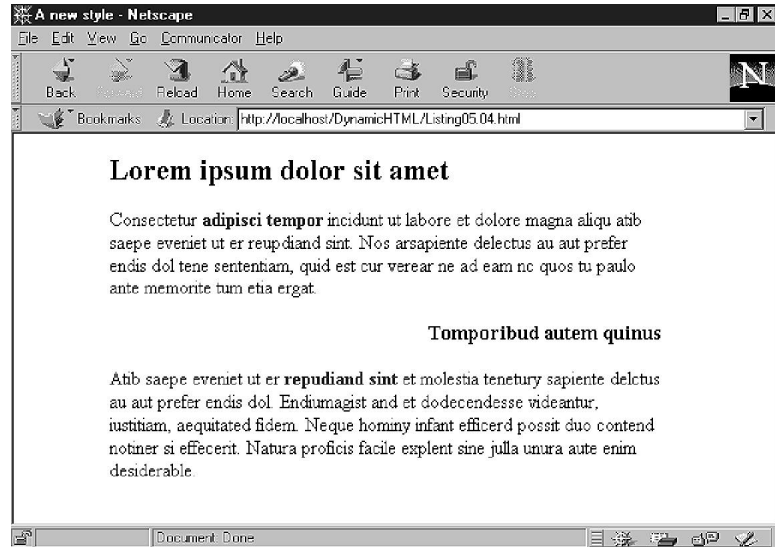 A new style - Netscape
File Edit View Go Communicator Help
Back Reload Home Search Guide Print Security
N
Bookmarks Location: http://localhost/DynamicHTML/Listing05.04.html
Lorem ipsum dolor sit amet
Consectetur adipisci tempor incidunt ut labore et dolore magna aliqu atib
saepe eveniet ut er reupdiand sint. Nos arsapiente delectus au aut prefer
endis dol tene sententiam, quid est cur verear ne ad eam nc quos tu paulo
ante memorite tum etia ergat.
Tomporibud autem quinus
Atib saepe eveniet ut er repudiand sint et molestia tenetury sapiente delctus
au aut prefer endis dol. Endiumagist and et dodecendesse videantur,
iustitiam, aequitated fidem. Neque hominy infant efficerd possit duo contend
notiner si effecerit. Natura proficis facile explent sine julla unura aute enim
desiderable.
Document: Done